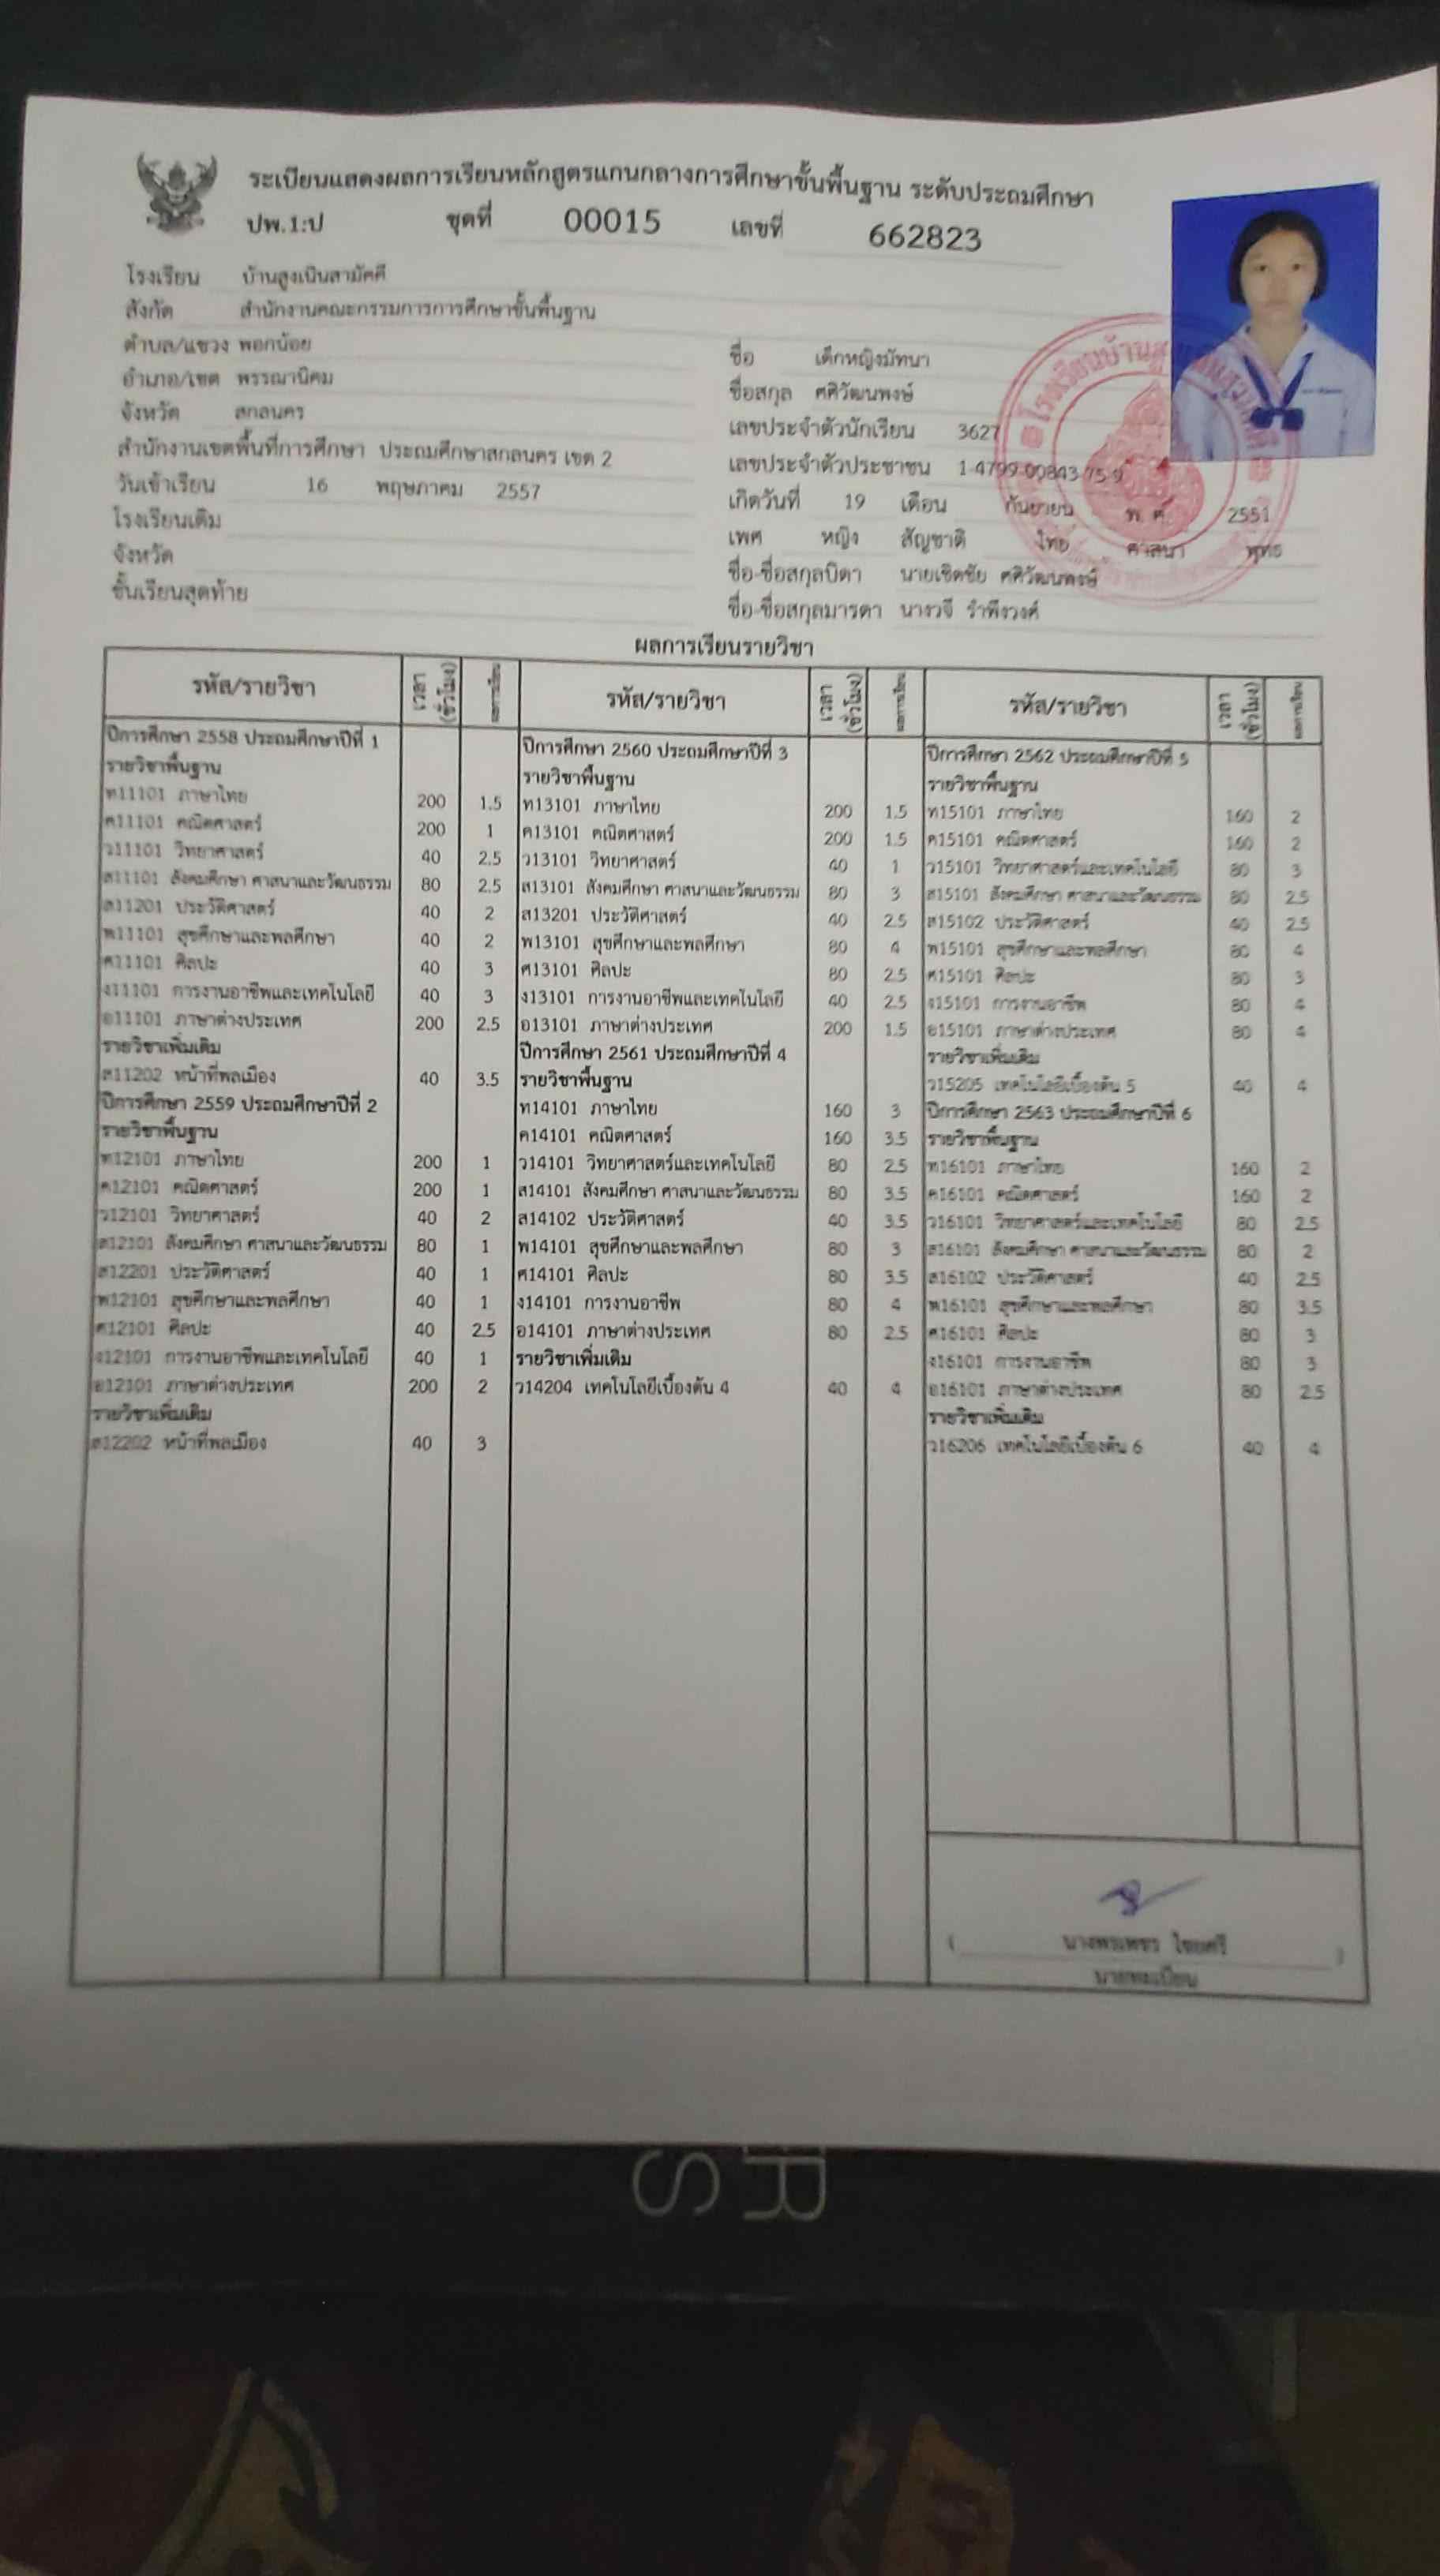 ระเบียนแสดงผลการเรียนหลักสูตรแกนกลางการศึกษาขั้นพื้นฐาน ระดับประถมศึกษา
ปพ.1:ป ชุดที่ 00015 เลขที่ 662823
โรงเรียน บ้านสูงเนินสามัคคี
สังกัด สำนักงานคณะกรรมการการศึกษาขั้นพื้นฐาน
ตำบล/แขวง พอกน้อย
อำเภอ/เขต พรรณานิคม
จังหวัด สกลนคร
สำนักงานเขตพื้นที่การศึกษา ประถมศึกษาสกลนคร เขต 2
วันเข้าเรียน 16 พฤษภาคม 2557
โรงเรียนเดิม
จังหวัด
ชั้นเรียนสุดท้าย
ชื่อ เด็กหญิงมัทนา
ชื่อสกุล ศศิวัฒนพงษ์
เลขประจำตัวนักเรียน 3627
เลขประจำตัวประชาชน 1-4799-00843-75-9
เกิดวันที่ 19 เดือน กันยายน พ.ศ. 2551
เพศ หญิง สัญชาติ ไทย ศาสนา พุทธ
ชื่อ-ชื่อสกุลบิดา นายเชิดชัย ศศิวัฒนพงษ์
ชื่อ-ชื่อสกุลมารดา นางวจี รำพึงวงศ์
ผลการเรียนรายวิชา
รหัส/รายวิชา เวลา (ชั่วโมง) ผลการเรียน รหัส/รายวิชา เวลา (ชั่วโมง) ผลการเรียน รหัส/รายวิชา เวลา (ชั่วโมง) ผลการเรียน
ปีการศึกษา 2558 ประถมศึกษาปีที่ 1
รายวิชาพื้นฐาน
ท11101 ภาษาไทย 200 1.5
ค11101 คณิตศาสตร์ 200 1
ว11101 วิทยาศาสตร์ 40 2.5
ส11101 สังคมศึกษา ศาสนาและวัฒนธรรม 80 2.5
ส11201 ประวัติศาสตร์ 40 2
พ11101 สุขศึกษาและพลศึกษา 40 2
ศ11101 ศิลปะ 40 3
ง11101 การงานอาชีพและเทคโนโลยี 40 3
อ11101 ภาษาต่างประเทศ 200 2.5
รายวิชาเพิ่มเติม
ส11202 หน้าที่พลเมือง 40 3.5
ปีการศึกษา 2559 ประถมศึกษาปีที่ 2
รายวิชาพื้นฐาน
ท12101 ภาษาไทย 200 1
ค12101 คณิตศาสตร์ 200 1
ว12101 วิทยาศาสตร์ 40 2
ส12101 สังคมศึกษา ศาสนาและวัฒนธรรม 80 1
ส12201 ประวัติศาสตร์ 40 1
พ12101 สุขศึกษาและพลศึกษา 40 1
ศ12101 ศิลปะ 40 2.5
ง12101 การงานอาชีพและเทคโนโลยี 40 1
อ12101 ภาษาต่างประเทศ 200 2
รายวิชาเพิ่มเติม
ส12202 หน้าที่พลเมือง 40 3
ปีการศึกษา 2560 ประถมศึกษาปีที่ 3
รายวิชาพื้นฐาน
ท13101 ภาษาไทย 200 1.5
ค13101 คณิตศาสตร์ 200 1.5
ว13101 วิทยาศาสตร์ 40 1
ส13101 สังคมศึกษา ศาสนาและวัฒนธรรม 80 3
ส13201 ประวัติศาสตร์ 40 2.5
พ13101 สุขศึกษาและพลศึกษา 80 4
ศ13101 ศิลปะ 80 2.5
ง13101 การงานอาชีพและเทคโนโลยี 40 2.5
อ13101 ภาษาต่างประเทศ 200 1.5
ปีการศึกษา 2561 ประถมศึกษาปีที่ 4
รายวิชาพื้นฐาน
ท14101 ภาษาไทย 160 3
ค14101 คณิตศาสตร์ 160 3.5
ว14101 วิทยาศาสตร์และเทคโนโลยี 80 2.5
ส14101 สังคมศึกษา ศาสนาและวัฒนธรรม 80 3.5
ส14102 ประวัติศาสตร์ 40 3.5
พ14101 สุขศึกษาและพลศึกษา 80 3
ศ14101 ศิลปะ 80 3.5
ง14101 การงานอาชีพ 80 4
อ14101 ภาษาต่างประเทศ 80 2.5
รายวิชาเพิ่มเติม
ว14204 เทคโนโลยีเบื้องต้น 4 40 4
ปีการศึกษา 2562 ประถมศึกษาปีที่ 5
รายวิชาพื้นฐาน
ท15101 ภาษาไทย 160 2
ค15101 คณิตศาสตร์ 160 2
ว15101 วิทยาศาสตร์และเทคโนโลยี 80 3
ส15101 สังคมศึกษา ศาสนาและวัฒนธรรม 80 2.5
ส15102 ประวัติศาสตร์ 40 2.5
พ15101 สุขศึกษาและพลศึกษา 80 4
ศ15101 ศิลปะ 80 3
ง15101 การงานอาชีพ 80 4
อ15101 ภาษาต่างประเทศ 80 4
รายวิชาเพิ่มเติม
ว15205 เทคโนโลยีเบื้องต้น 5 40 4
ปีการศึกษา 2563 ประถมศึกษาปีที่ 6
รายวิชาพื้นฐาน
ท16101 ภาษาไทย 160 2
ค16101 คณิตศาสตร์ 160 2
ว16101 วิทยาศาสตร์และเทคโนโลยี 80 2.5
ส16101 สังคมศึกษา ศาสนาและวัฒนธรรม 80 2
ส16102 ประวัติศาสตร์ 40 2.5
พ16101 สุขศึกษาและพลศึกษา 80 3.5
ศ16101 ศิลปะ 80 3
ง16101 การงานอาชีพ 80 3
อ16101 ภาษาต่างประเทศ 80 2.5
รายวิชาเพิ่มเติม
ว16206 เทคโนโลยีเบื้องต้น 6 40 4
นายทะเบียน